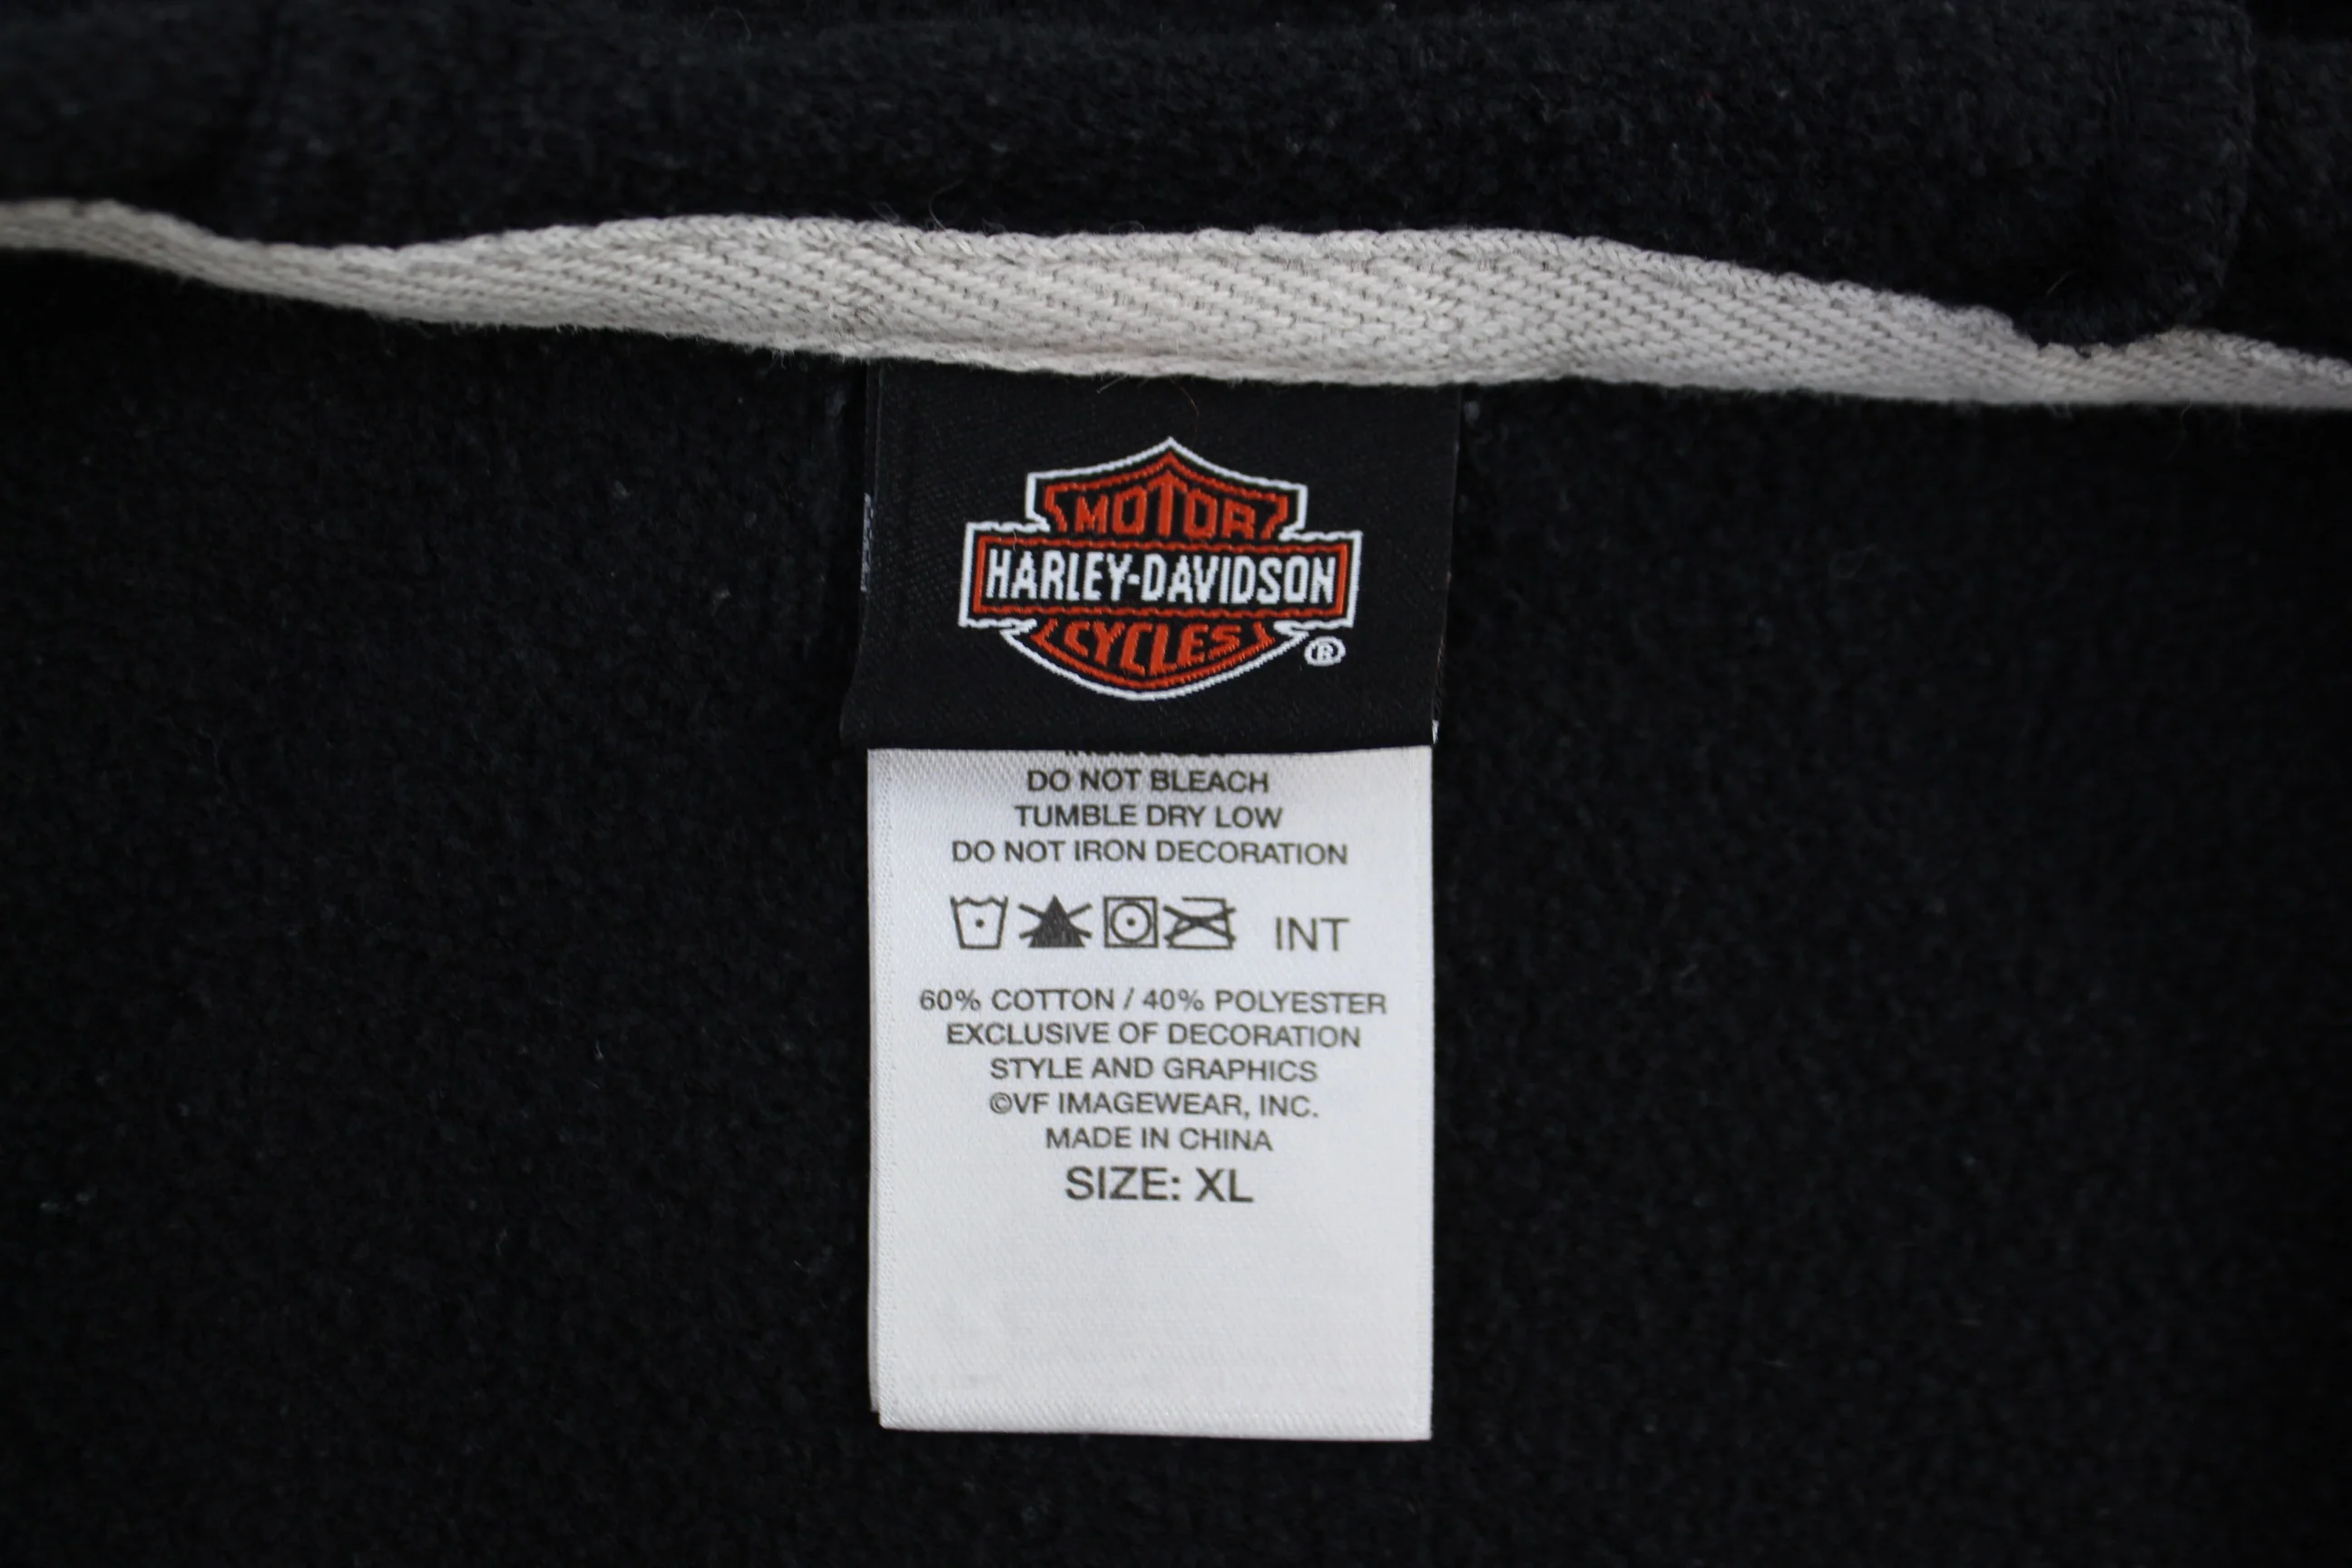 MOTOR
HARLEY-DAVIDSON
CYCLES
®
DO NOT BLEACH
TUMBLE DRY LOW
DO NOT IRON DECORATION
INT
60% COTTON / 40% POLYESTER
EXCLUSIVE OF DECORATION
STYLE AND GRAPHICS
©VF IMAGEWEAR, INC.
MADE IN CHINA
SIZE: XL